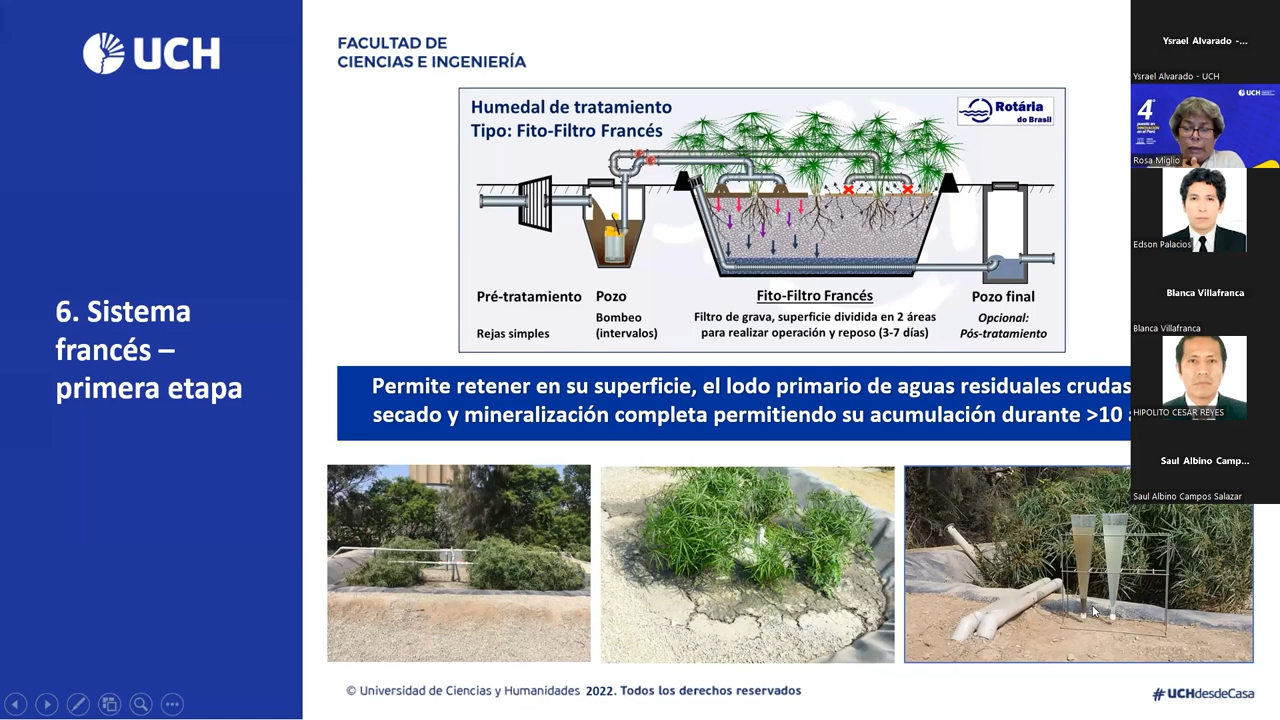 UCH
6. Sistema
francés –
primera etapa
FACULTAD DE
CIENCIAS E INGENIERÍA
Humedal de tratamiento
Tipo: Fito-Filtro Francés
Rotária
do Brasil
Pré-tratamiento
Rejas simples
Pozo
Bombeo
(intervalos)
Fito-Filtro Francés
Filtro de grava, superficie dividida en 2 áreas
para realizar operación y reposo (3-7 días)
Pozo final
Opcional:
Pós-tratamiento
Permite retener en su superficie, el lodo primario de aguas residuales crudas
secado y mineralización completa permitiendo su acumulación durante >10
© Universidad de Ciencias y Humanidades 2022. Todos los derechos reservados
#UCHdesdeCasa
Ysrael Alvarado -...
Ysrael Alvarado - UCH
UCH
4
Rosa Miglio
Edson Palacios
Blanca Villafranca
Blanca Villafranca
HIPOLITO CESAR REYES
Saul Albino Camp...
Saul Albino Campos Salazar